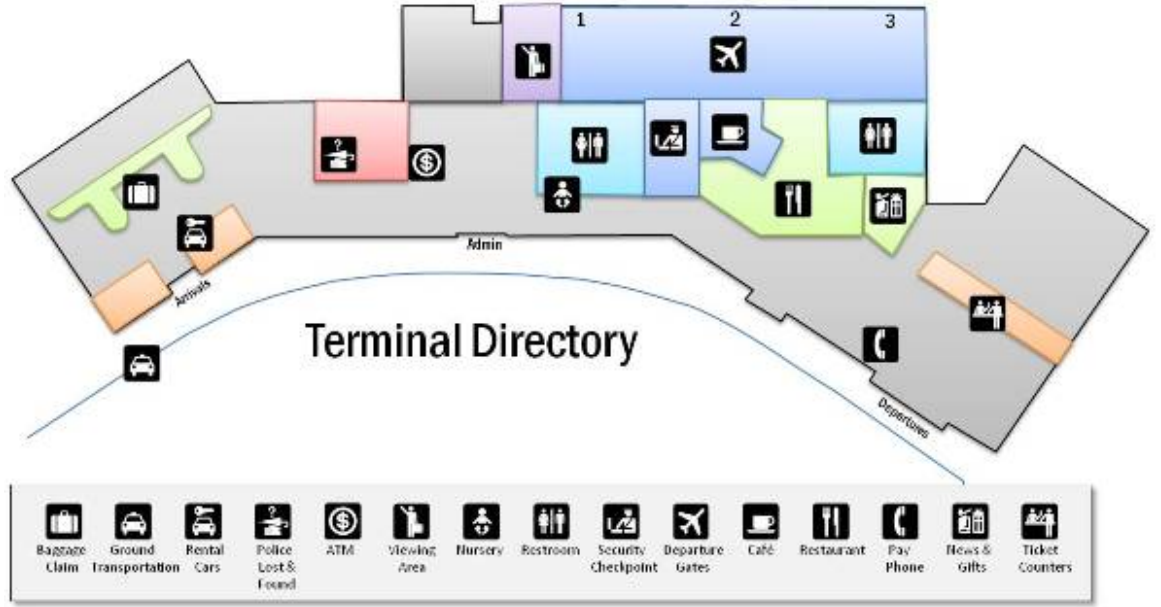 1 2 3
Admin
Arrivals
Terminal Directory
Departures
Baggage Claim
Ground Transportation
Rental Cars
Police Lost & Found
ATM
Viewing Area
Nursery
Restroom
Security Checkpoint
Departure Gates
Café
Restaurant
Pay Phone
News & Gifts
Ticket Counters